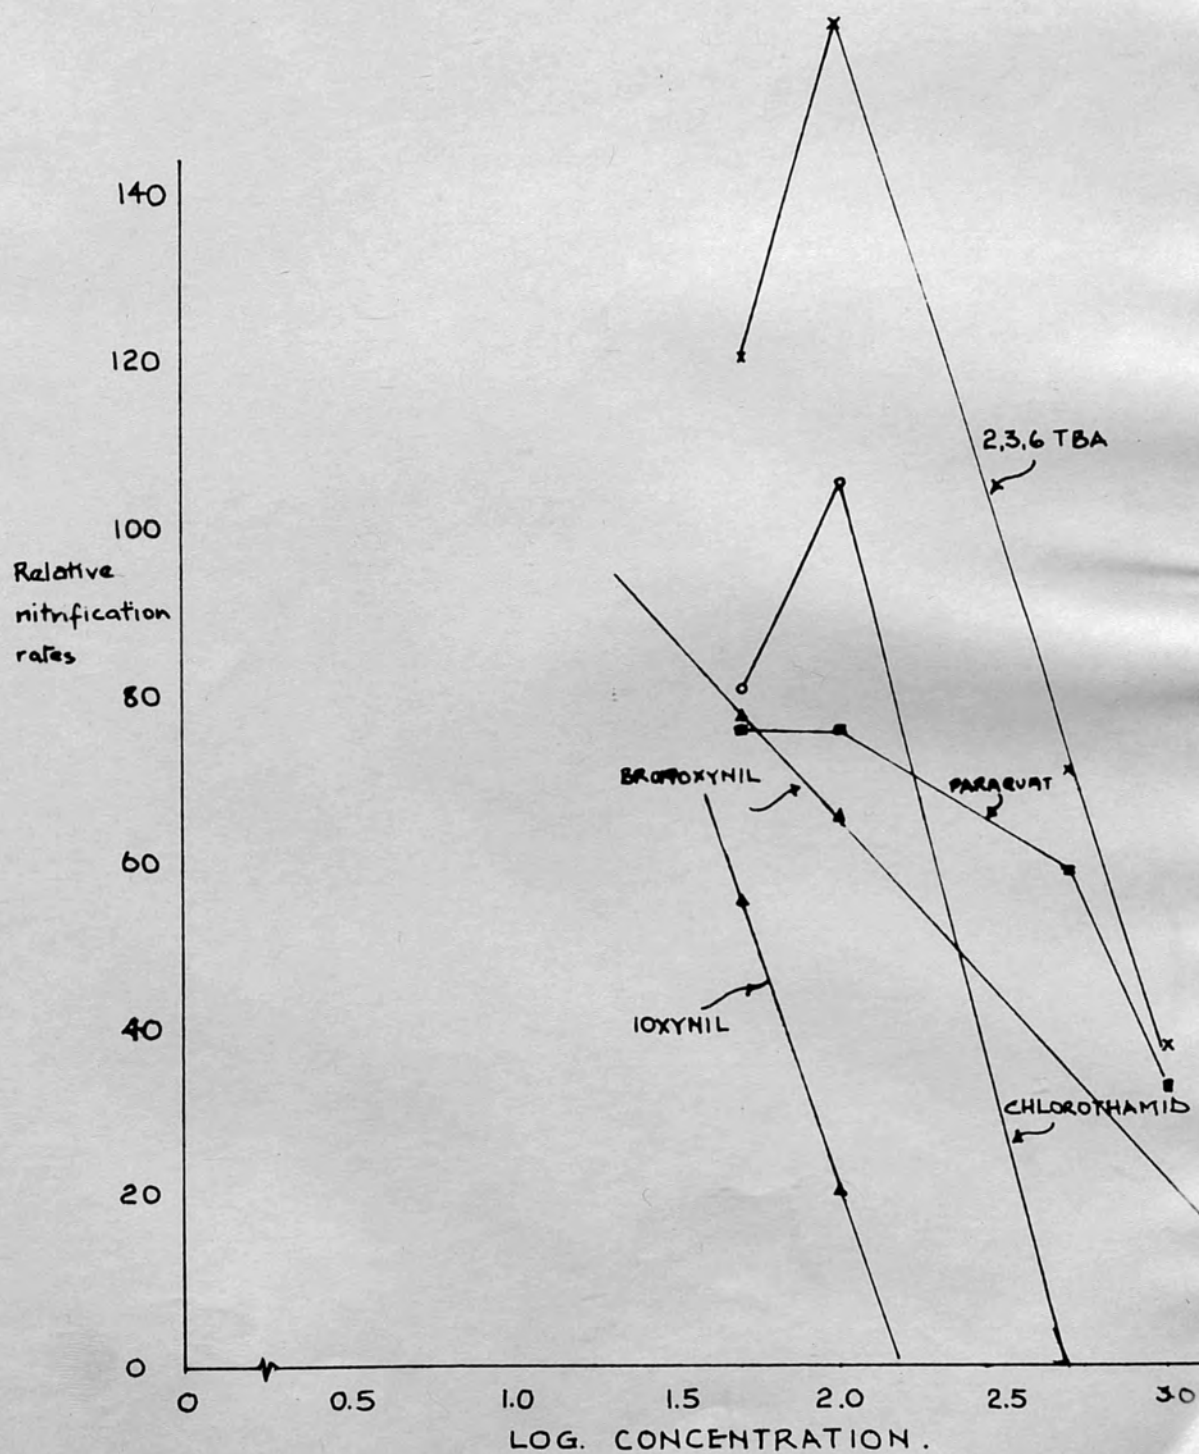 140
120
2,3,6 TBA
100
Relative
nitrification
rates
80
BROMOXYNIL
PARAQUAT
60
IOXYNIL
40
CHLOROTHAMID
20
0
0 0.5 1.0 1.5 2.0 2.5 3.0
LOG. CONCENTRATION.